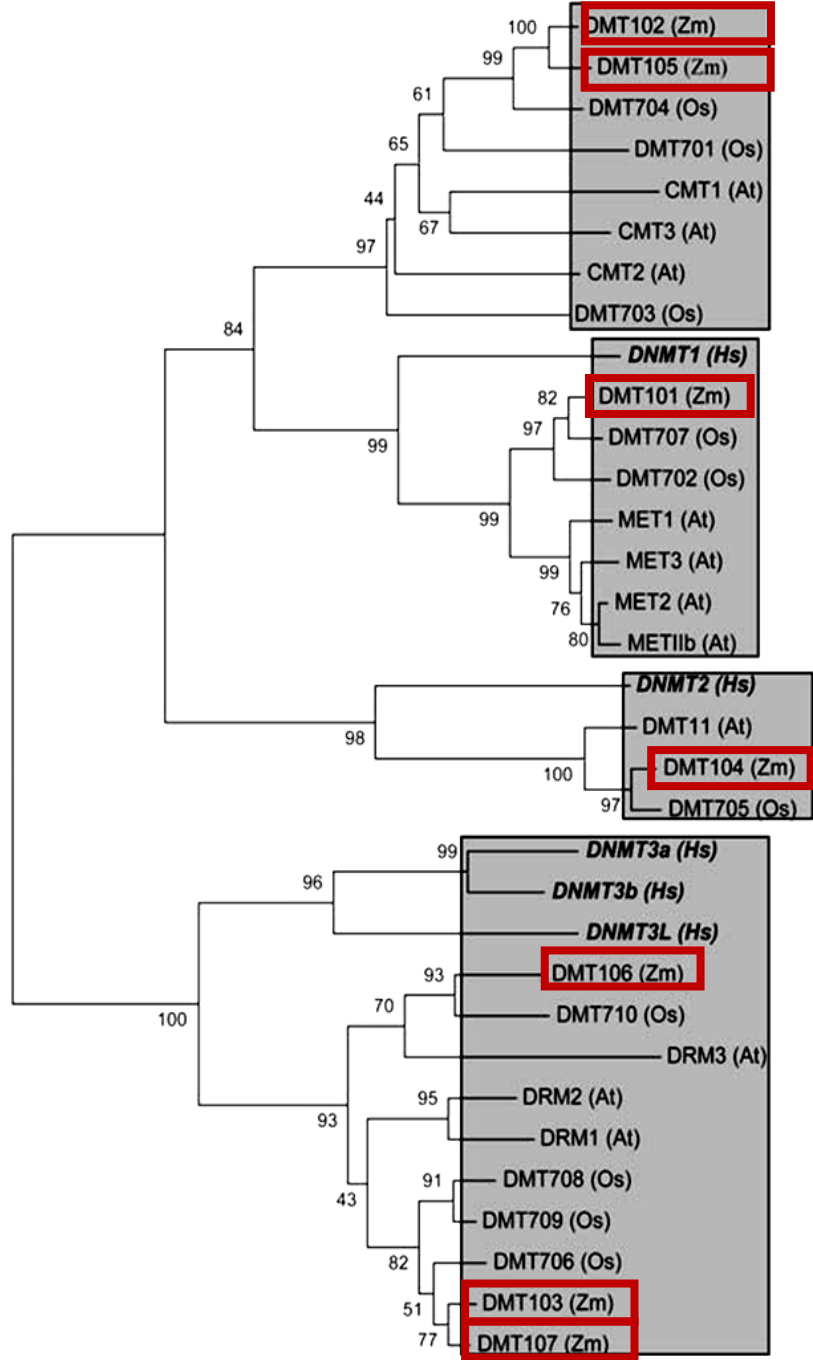 100
DMT102 (Zm)
99
DMT105 (Zm)
61
DMT704 (Os)
65
DMT701 (Os)
44
CMT1 (At)
67
CMT3 (At)
97
CMT2 (At)
84
DMT703 (Os)
DNMT1 (Hs)
82
DMT101 (Zm)
97
DMT707 (Os)
99
DMT702 (Os)
99
MET1 (At)
99
MET3 (At)
76
MET2 (At)
80
METIIb (At)
DNMT2 (Hs)
98
DMT11 (At)
100
DMT104 (Zm)
97
DMT705 (Os)
99
DNMT3a (Hs)
96
DNMT3b (Hs)
DNMT3L (Hs)
93
DMT106 (Zm)
70
DMT710 (Os)
100
DRM3 (At)
95
DRM2 (At)
93
DRM1 (At)
91
DMT708 (Os)
43
DMT709 (Os)
82
DMT706 (Os)
51
DMT103 (Zm)
77
DMT107 (Zm)